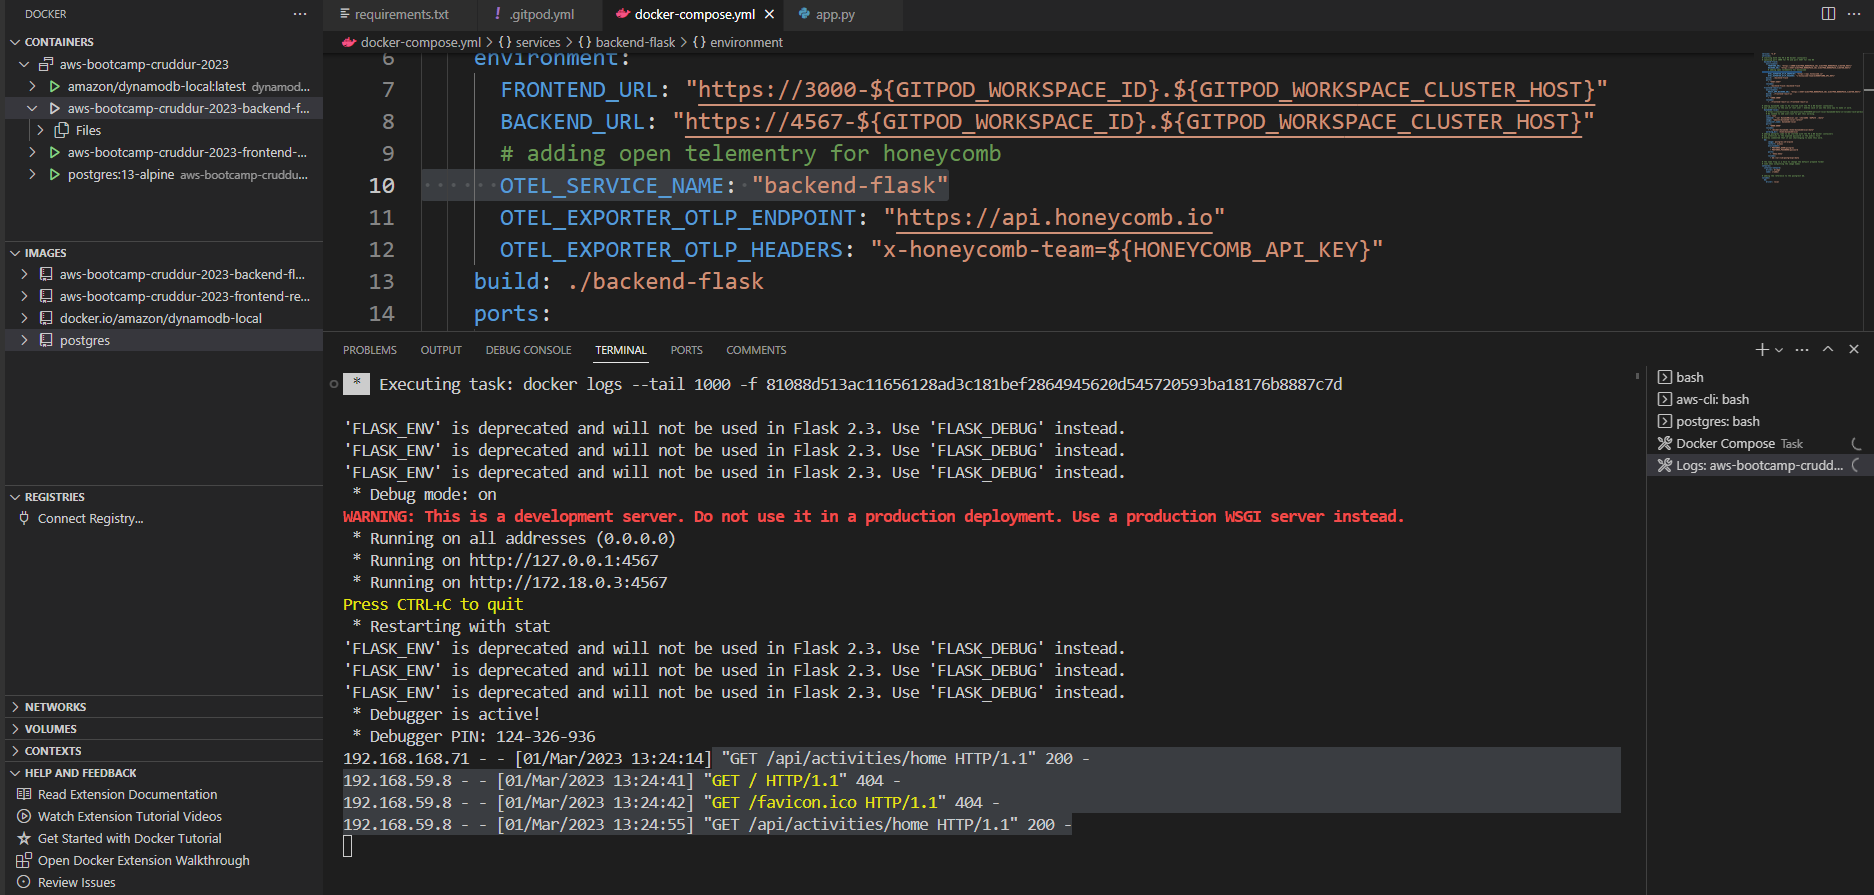 DOCKER
CONTAINERS
aws-bootcamp-cruddur-2023
amazon/dynamodb-local:latest dynamod...
aws-bootcamp-cruddur-2023-backend-f...
Files
aws-bootcamp-cruddur-2023-frontend-...
postgres:13-alpine aws-bootcamp-cruddu...
IMAGES
aws-bootcamp-cruddur-2023-backend-fl...
aws-bootcamp-cruddur-2023-frontend-re...
docker.io/amazon/dynamodb-local
postgres
REGISTRIES
Connect Registry...
NETWORKS
VOLUMES
CONTEXTS
HELP AND FEEDBACK
Read Extension Documentation
Watch Extension Tutorial Videos
Get Started with Docker Tutorial
Open Docker Extension Walkthrough
Review Issues
requirements.txt ! .gitpod.yml docker-compose.yml app.py
docker-compose.yml > {} services > {} backend-flask > {} environment
6 environment:
7 FRONTEND_URL: "https://3000-${GITPOD_WORKSPACE_ID}.${GITPOD_WORKSPACE_CLUSTER_HOST}"
8 BACKEND_URL: "https://4567-${GITPOD_WORKSPACE_ID}.${GITPOD_WORKSPACE_CLUSTER_HOST}"
9 # adding open telementry for honeycomb
10 OTEL_SERVICE_NAME: "backend-flask"
11 OTEL_EXPORTER_OTLP_ENDPOINT: "https://api.honeycomb.io"
12 OTEL_EXPORTER_OTLP_HEADERS: "x-honeycomb-team=${HONEYCOMB_API_KEY}"
13 build: ./backend-flask
14 ports:
PROBLEMS OUTPUT DEBUG CONSOLE TERMINAL PORTS COMMENTS
* Executing task: docker logs --tail 1000 -f 81088d513ac11656128ad3c181bef2864945620d545720593ba18176b8887c7d
'FLASK_ENV' is deprecated and will not be used in Flask 2.3. Use 'FLASK_DEBUG' instead.
'FLASK_ENV' is deprecated and will not be used in Flask 2.3. Use 'FLASK_DEBUG' instead.
'FLASK_ENV' is deprecated and will not be used in Flask 2.3. Use 'FLASK_DEBUG' instead.
* Debug mode: on
WARNING: This is a development server. Do not use it in a production deployment. Use a production WSGI server instead.
* Running on all addresses (0.0.0.0)
* Running on http://127.0.0.1:4567
* Running on http://172.18.0.3:4567
Press CTRL+C to quit
* Restarting with stat
'FLASK_ENV' is deprecated and will not be used in Flask 2.3. Use 'FLASK_DEBUG' instead.
'FLASK_ENV' is deprecated and will not be used in Flask 2.3. Use 'FLASK_DEBUG' instead.
'FLASK_ENV' is deprecated and will not be used in Flask 2.3. Use 'FLASK_DEBUG' instead.
* Debugger is active!
* Debugger PIN: 124-326-936
192.168.168.71 - - [01/Mar/2023 13:24:14] "GET /api/activities/home HTTP/1.1" 200 -
192.168.59.8 - - [01/Mar/2023 13:24:41] "GET / HTTP/1.1" 404 -
192.168.59.8 - - [01/Mar/2023 13:24:42] "GET /favicon.ico HTTP/1.1" 404 -
192.168.59.8 - - [01/Mar/2023 13:24:55] "GET /api/activities/home HTTP/1.1" 200 -
bash
aws-cli: bash
postgres: bash
Docker Compose Task
Logs: aws-bootcamp-crudd...